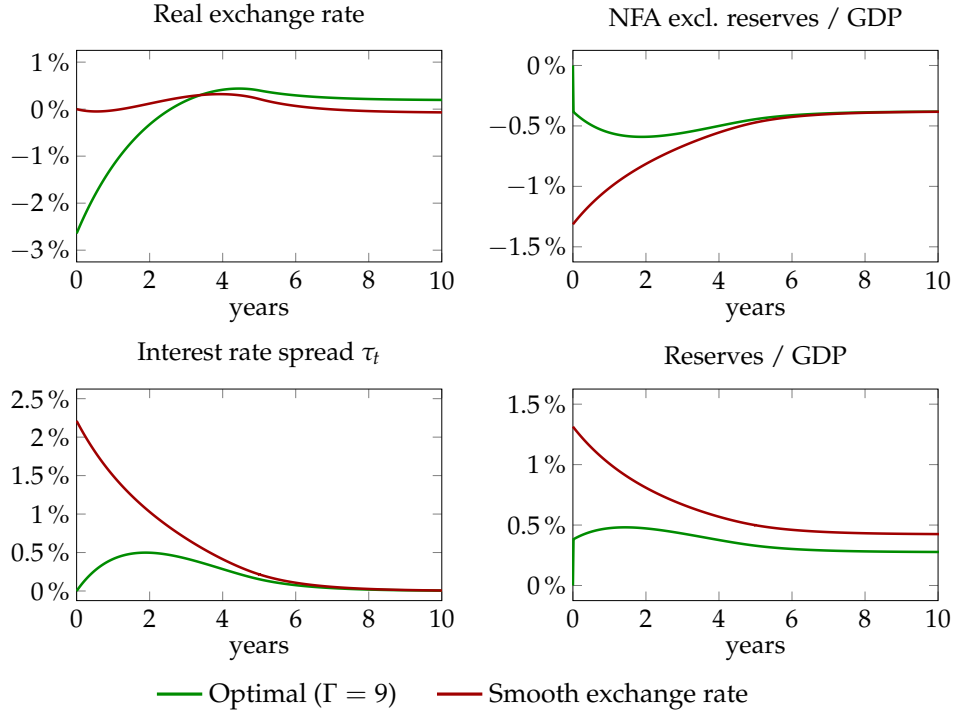 Real exchange rate
1 %
0 %
−1 %
−2 %
−3 %
0 2 4 6 8 10
years
NFA excl. reserves / GDP
0 %
−0.5 %
−1 %
−1.5 %
0 2 4 6 8 10
years
Interest rate spread τt
2.5 %
2 %
1.5 %
1 %
0.5 %
0 %
0 2 4 6 8 10
years
Reserves / GDP
1.5 %
1 %
0.5 %
0 %
0 2 4 6 8 10
years
Optimal (Γ = 9) Smooth exchange rate